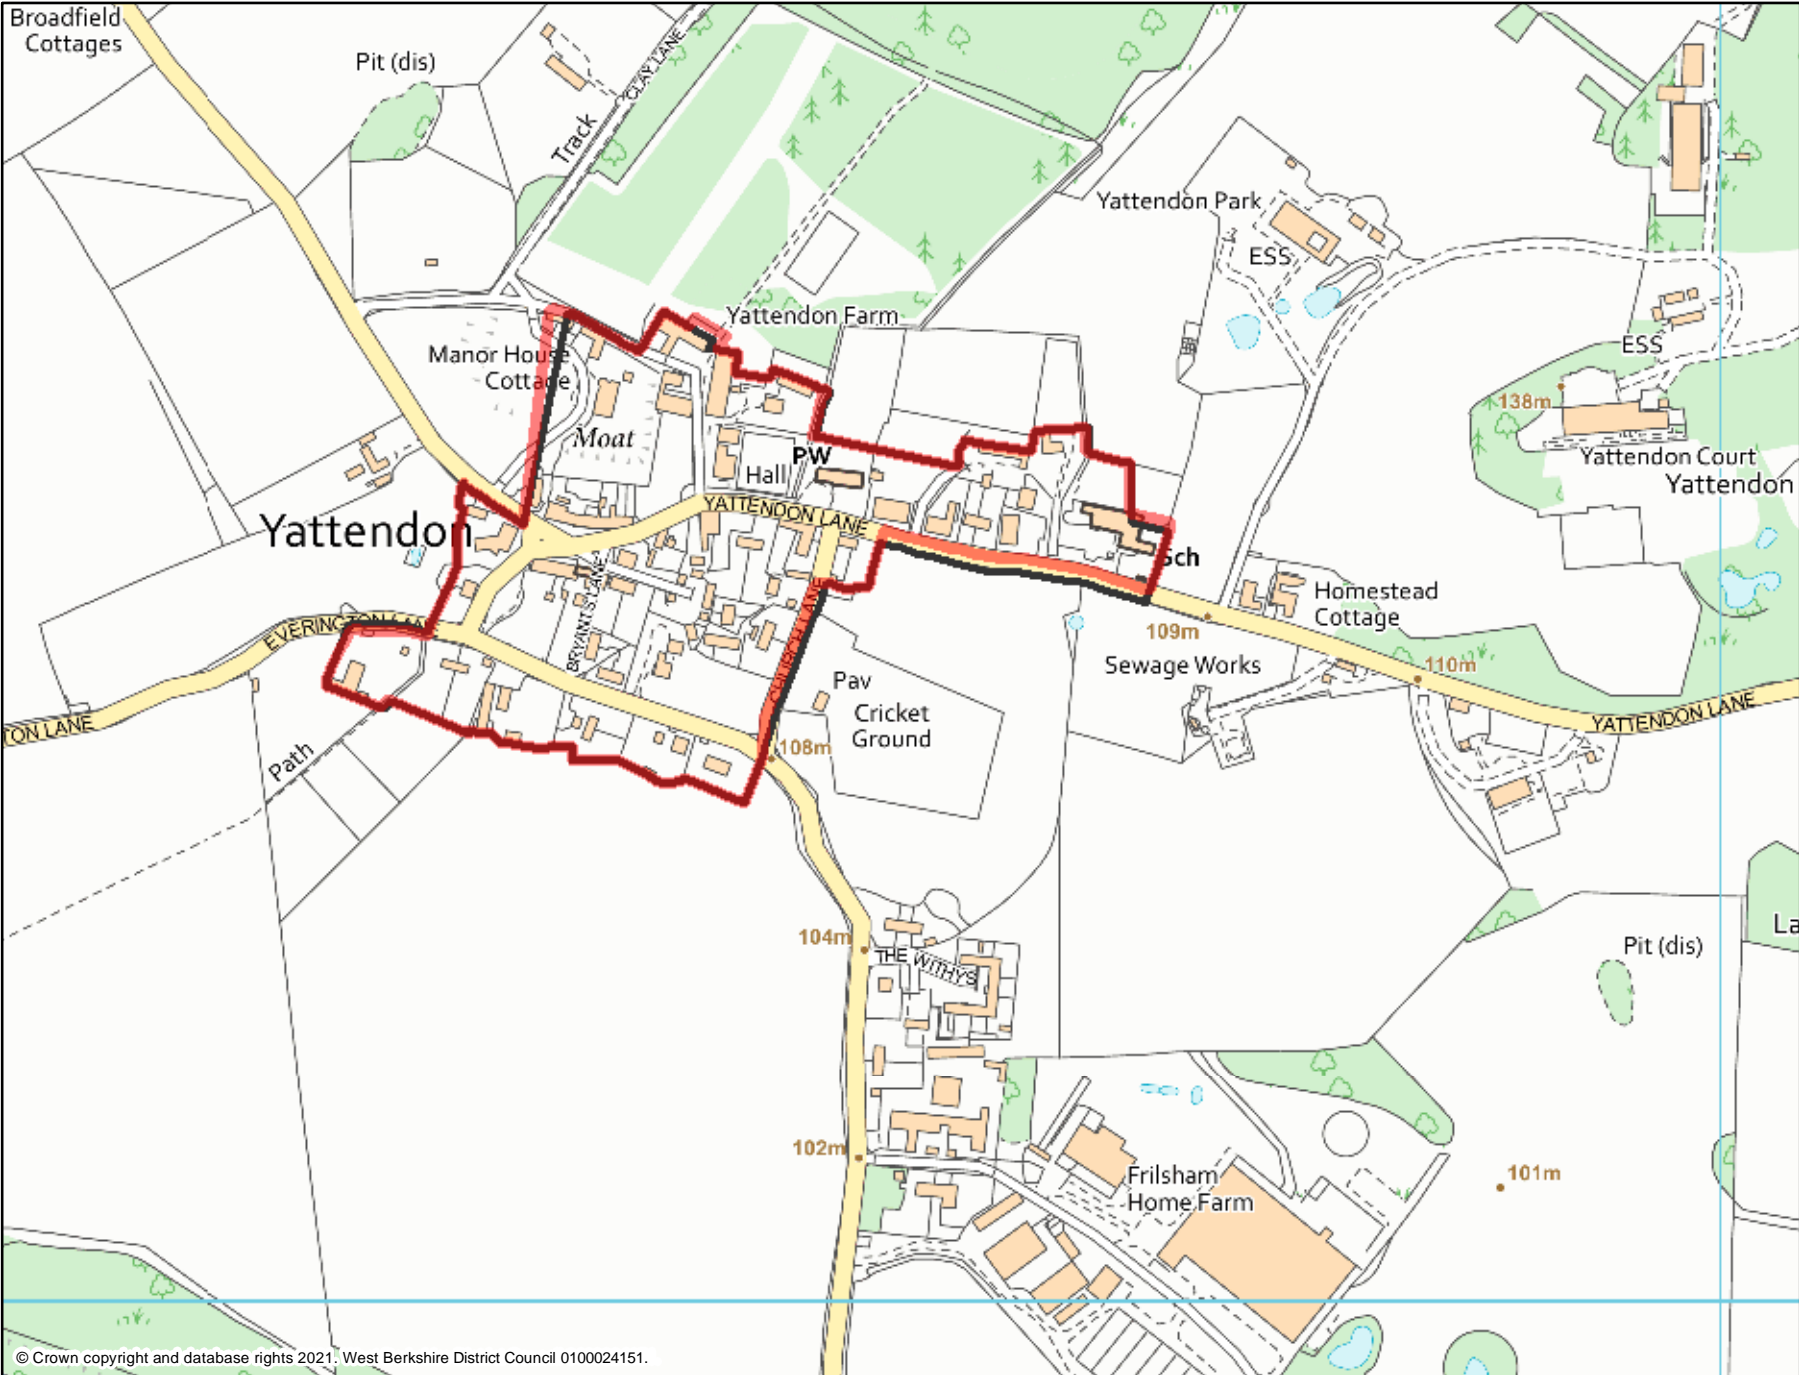 Broadfield
Cottages
Pit (dis)
CLAY LANE
Track
Yattendon Park
ESS
Yattendon Farm
Manor House
Cottage
ESS
138m
Moat
PW
Hall
Yattendon Court
Yattendon
YATTENDON LANE
Yattendon
Sch
BRYANTS LANE
CHURCH LANE
Homestead
Cottage
EVERINGTON LANE
109m
110m
Sewage Works
Pav
Cricket
Ground
TON LANE
YATTENDON LANE
Path
108m
104m
THE WITHYS
La
Pit (dis)
102m
Frilsham
Home Farm
101m
© Crown copyright and database rights 2021. West Berkshire District Council 0100024151.